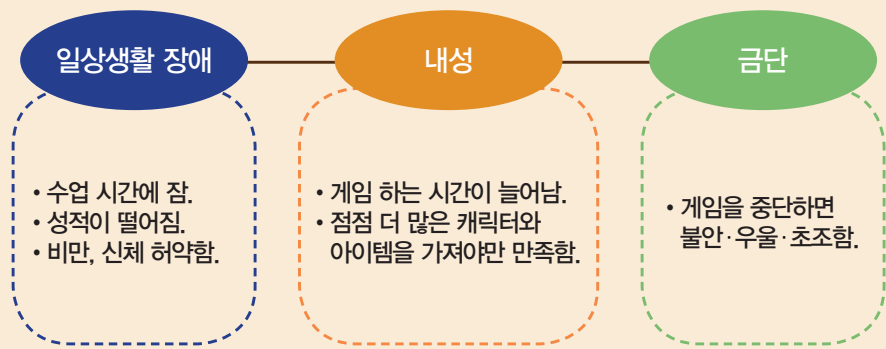 일상생활 장애
내성
금단
• 수업 시간에 잠.
• 성적이 떨어짐.
• 비만, 신체 허약함.
• 게임 하는 시간이 늘어남.
• 점점 더 많은 캐릭터와
아이템을 가져야만 만족함.
• 게임을 중단하면
불안·우울·초조함.